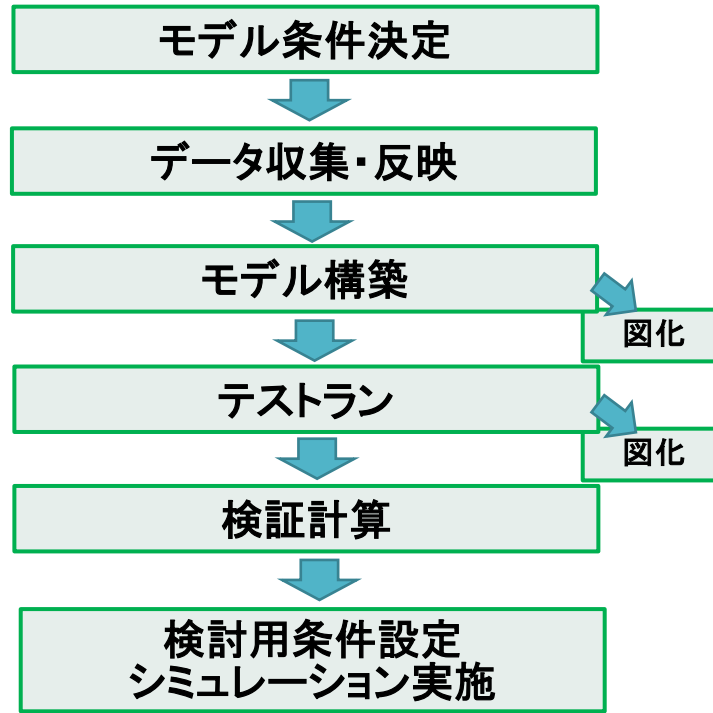 モデル条件決定
データ収集・反映
モデル構築
図化
テストラン
図化
検証計算
検討用条件設定
シミュレーション実施